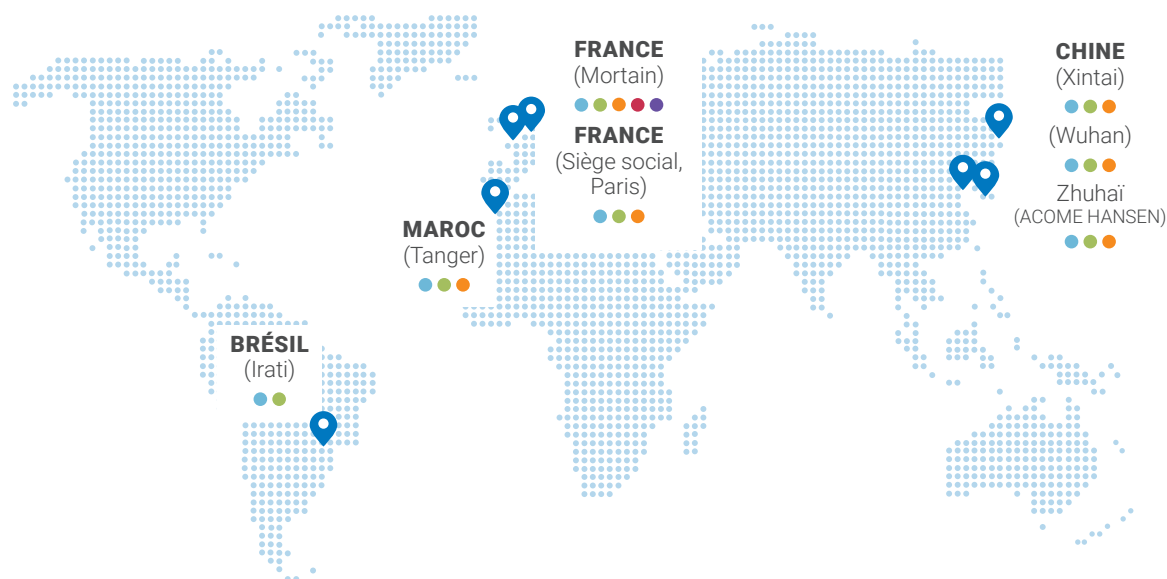 FRANCE
(Mortain)
FRANCE
(Siège social,
Paris)
MAROC
(Tanger)
BRÉSIL
(Irati)
CHINE
(Xintai)
(Wuhan)
Zhuhaï
(ACOME HANSEN)